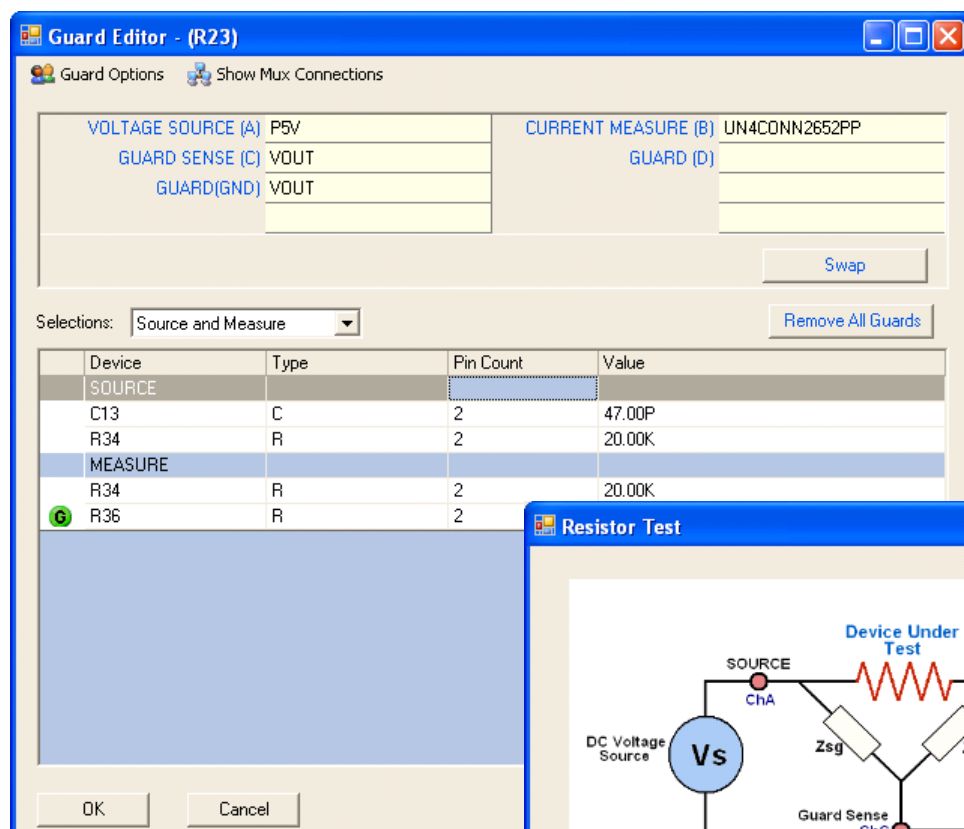 Guard Editor - (R23)
Guard Options Show Mux Connections
VOLTAGE SOURCE (A) P5V CURRENT MEASURE (B) UN4CONN2652PP
GUARD SENSE (C) VOUT GUARD (D)
GUARD(GND) VOUT
Swap
Selections: Source and Measure Remove All Guards
Device Type Pin Count Value
SOURCE
C13 C 2 47.00P
R34 R 2 20.00K
MEASURE
R34 R 2 20.00K
G R36 R 2
Resistor Test
Device Under
Test
SOURCE
ChA
DC Voltage
Source
Vs
Zsg
Guard Sense
OK Cancel